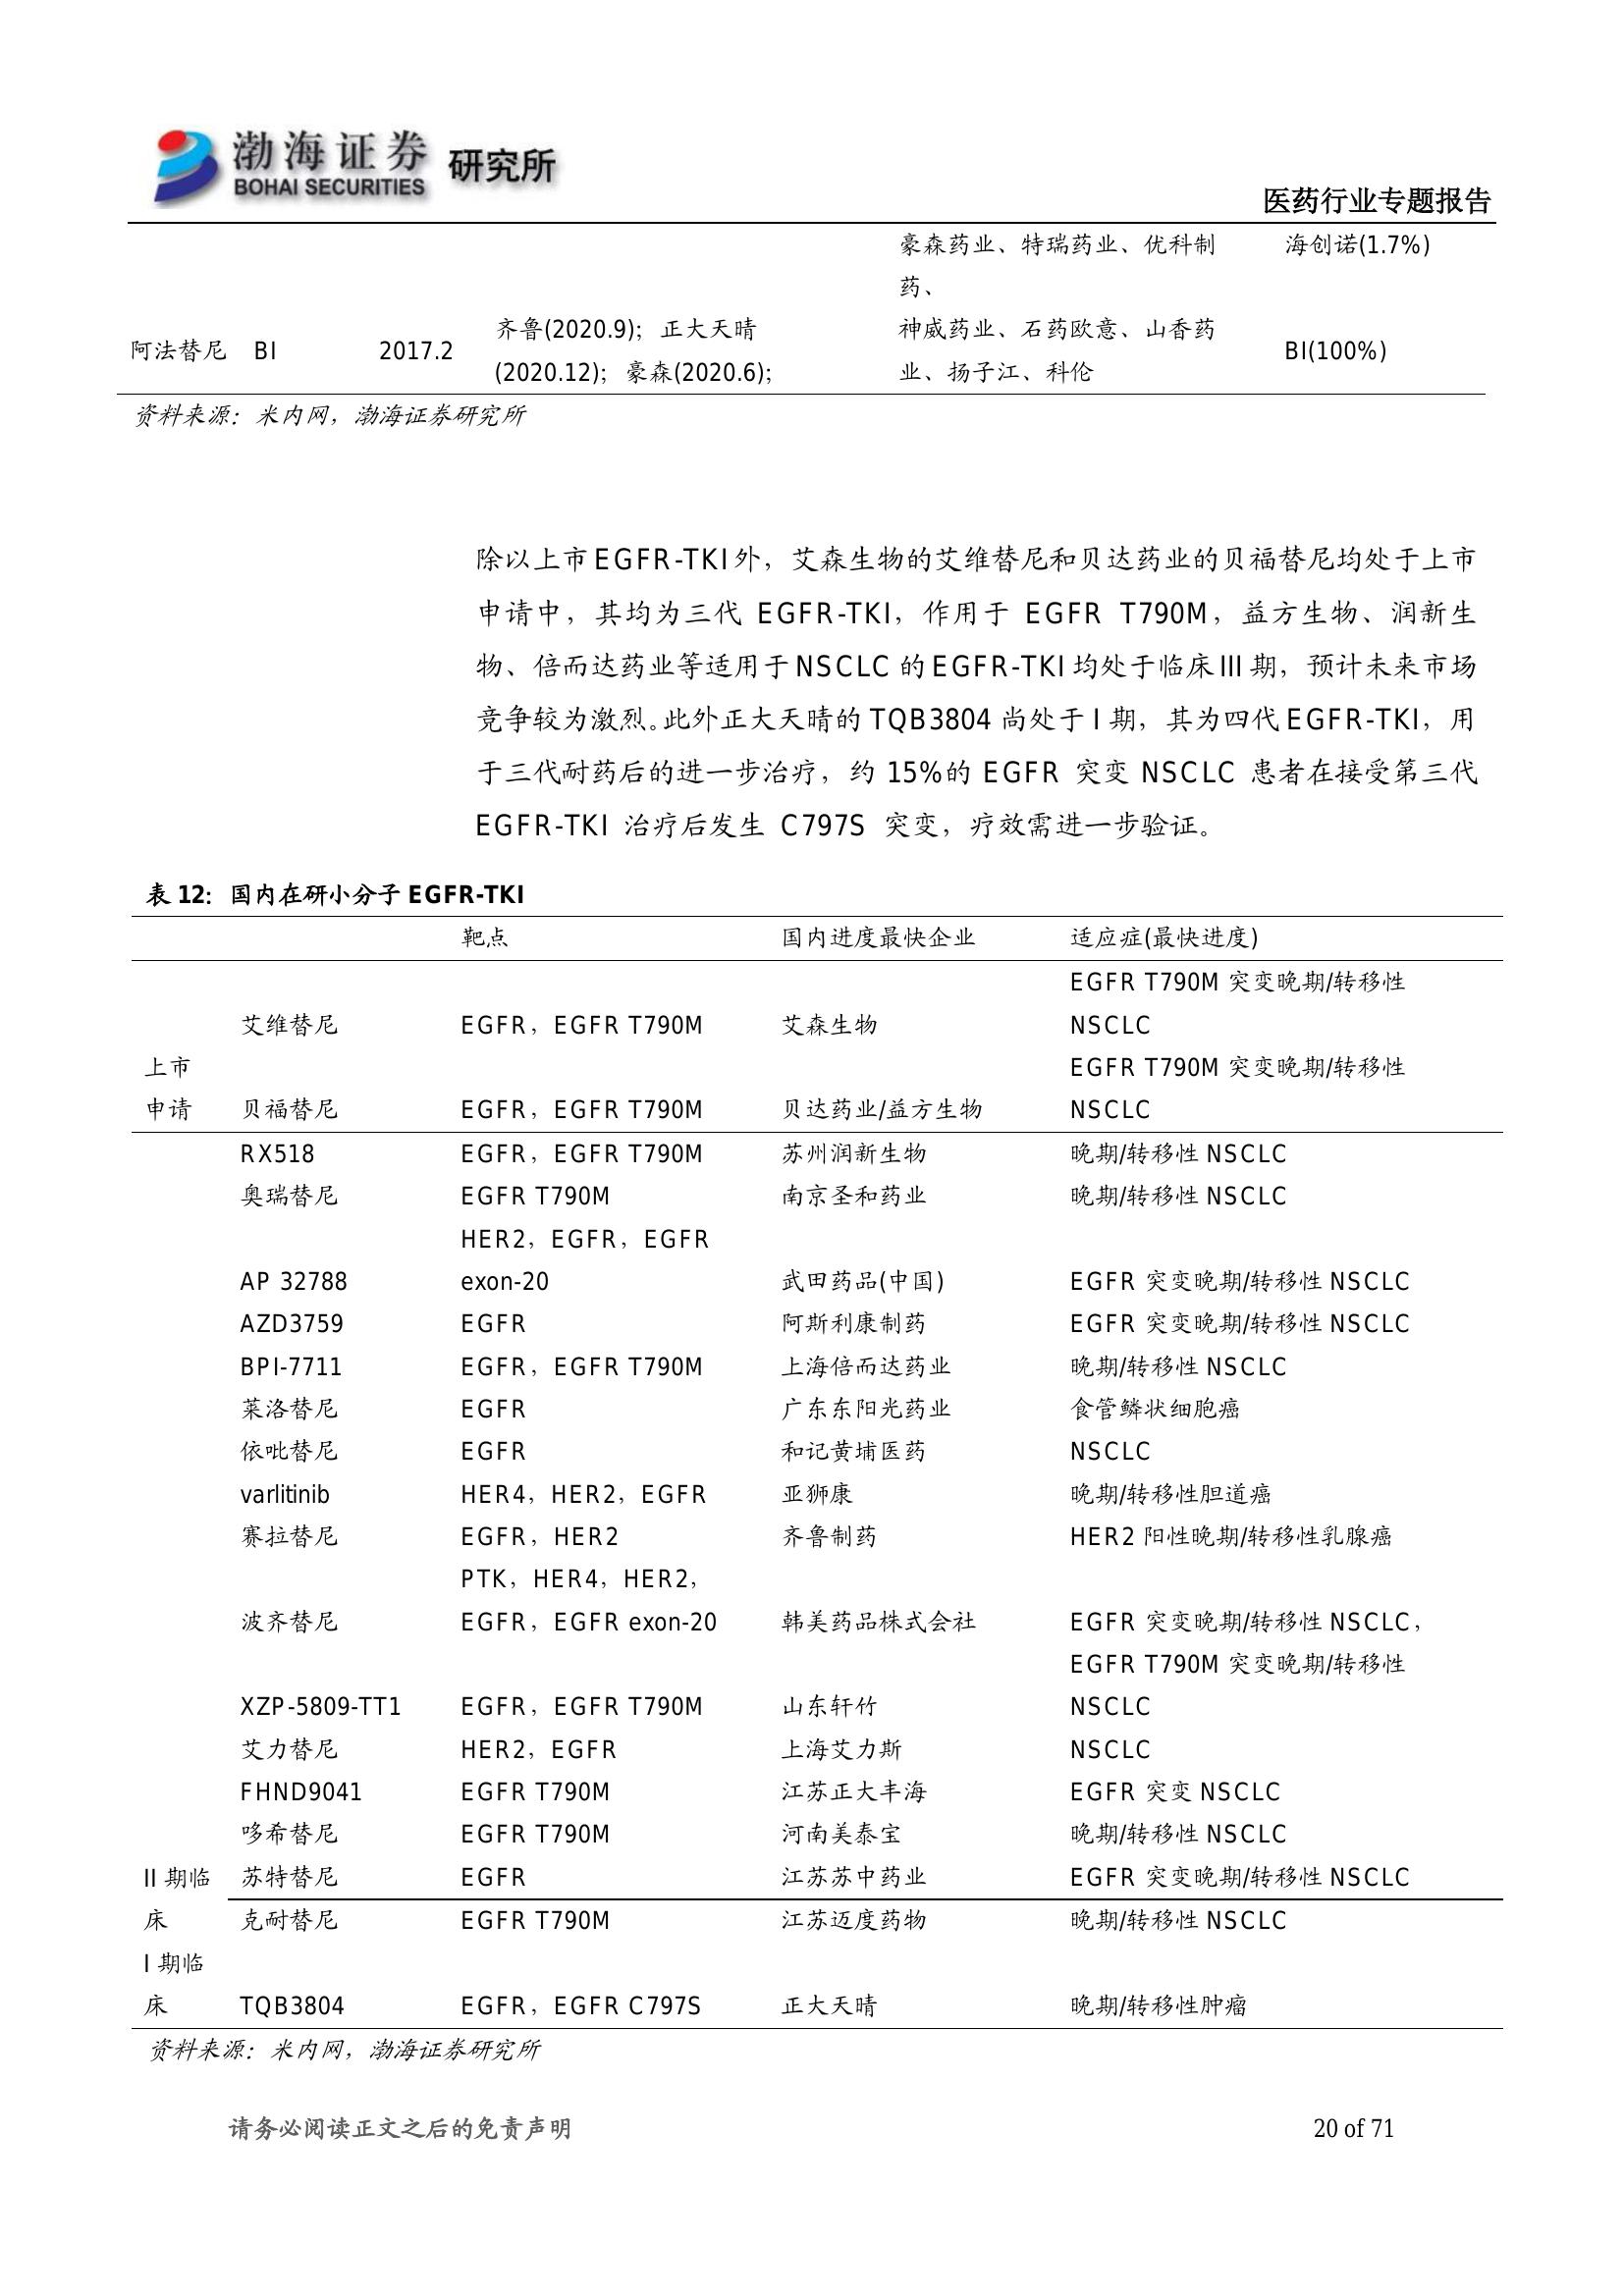 渤海证券 研究所
BOHAI SECURITIES
医药行业专题报告
豪森药业、特瑞药业、优科制 海创诺(1.7%)
药、
阿法替尼 BI 2017.2 齐鲁(2020.9)；正大天晴 神威药业、石药欧意、山香药 BI(100%)
(2020.12)；豪森(2020.6)； 业、扬子江、科伦
资料来源：米内网，渤海证券研究所
除以上市EGFR-TKI外，艾森生物的艾维替尼和贝达药业的贝福替尼均处于上市
申请中，其均为三代 EGFR-TKI，作用于 EGFR T790M，益方生物、润新生
物、倍而达药业等适用于NSCLC 的EGFR-TKI均处于临床III期，预计未来市场
竞争较为激烈。此外正大天晴的 TQB3804 尚处于 I 期，其为四代EGFR-TKI，用
于三代耐药后的进一步治疗，约 15%的 EGFR 突变 NSCLC 患者在接受第三代
EGFR-TKI 治疗后发生 C797S 突变，疗效需进一步验证。
表 12：国内在研小分子 EGFR-TKI
靶点 国内进度最快企业 适应症(最快进度)
EGFR T790M 突变晚期/转移性
艾维替尼 EGFR，EGFR T790M 艾森生物 NSCLC
上市 EGFR T790M 突变晚期/转移性
申请 贝福替尼 EGFR，EGFR T790M 贝达药业/益方生物 NSCLC
RX518 EGFR，EGFR T790M 苏州润新生物 晚期/转移性 NSCLC
奥瑞替尼 EGFR T790M 南京圣和药业 晚期/转移性 NSCLC
HER2，EGFR，EGFR
AP 32788 exon-20 武田药品(中国) EGFR 突变晚期/转移性 NSCLC
AZD3759 EGFR 阿斯利康制药 EGFR 突变晚期/转移性 NSCLC
BPI-7711 EGFR，EGFR T790M 上海倍而达药业 晚期/转移性 NSCLC
莱洛替尼 EGFR 广东东阳光药业 食管鳞状细胞癌
依吡替尼 EGFR 和记黄埔医药 NSCLC
varlitinib HER4，HER2，EGFR 亚狮康 晚期/转移性胆道癌
赛拉替尼 EGFR，HER2 齐鲁制药 HER2 阳性晚期/转移性乳腺癌
PTK，HER4，HER2，
波齐替尼 EGFR，EGFR exon-20 韩美药品株式会社 EGFR 突变晚期/转移性 NSCLC，
EGFR T790M 突变晚期/转移性
XZP-5809-TT1 EGFR，EGFR T790M 山东轩竹 NSCLC
艾力替尼 HER2，EGFR 上海艾力斯 NSCLC
FHND9041 EGFR T790M 江苏正大丰海 EGFR 突变 NSCLC
哆希替尼 EGFR T790M 河南美泰宝 晚期/转移性 NSCLC
II 期临 苏特替尼 EGFR 江苏苏中药业 EGFR 突变晚期/转移性 NSCLC
床 克耐替尼 EGFR T790M 江苏迈度药物 晚期/转移性 NSCLC
I 期临
床 TQB3804 EGFR，EGFR C797S 正大天晴 晚期/转移性肿瘤
资料来源：米内网，渤海证券研究所
请务必阅读正文之后的免责声明 20 of 71